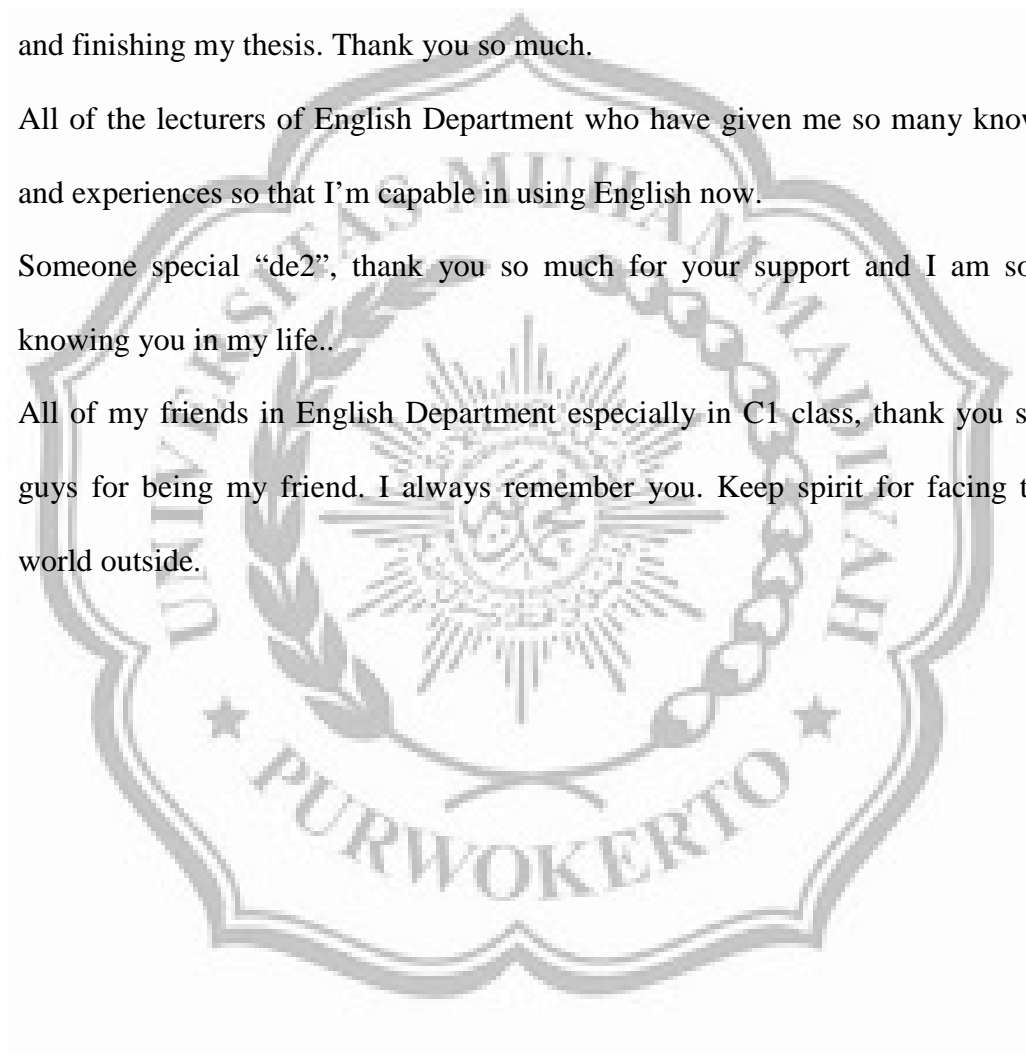 and finishing my thesis. Thank you so much.
All of the lecturers of English Department who have given me so many know
and experiences so that I’m capable in using English now.
Someone special “de2”, thank you so much for your support and I am so
knowing you in my life..
All of my friends in English Department especially in C1 class, thank you s
guys for being my friend. I always remember you. Keep spirit for facing t
world outside.
UNIVERSITAS MUHAMMADIYAH
PURWOKERTO